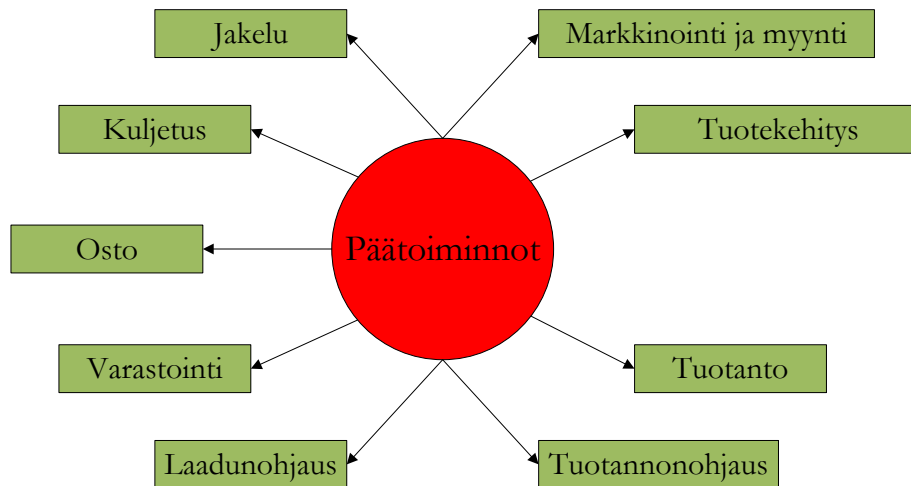 Jakelu
Markkinointi ja myynti
Kuljetus
Tuotekehitys
Osto
Päätoiminnot
Varastointi
Tuotanto
Laadunohjaus
Tuotannonohjaus